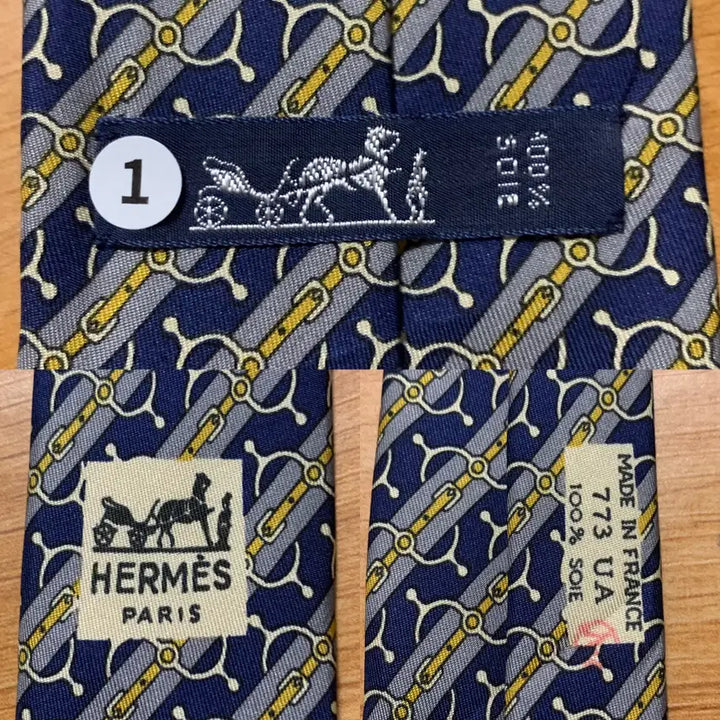 1
100%
SOIE
HERMÈS
PARIS
MADE IN FRANCE
773 UA
100% SOIE